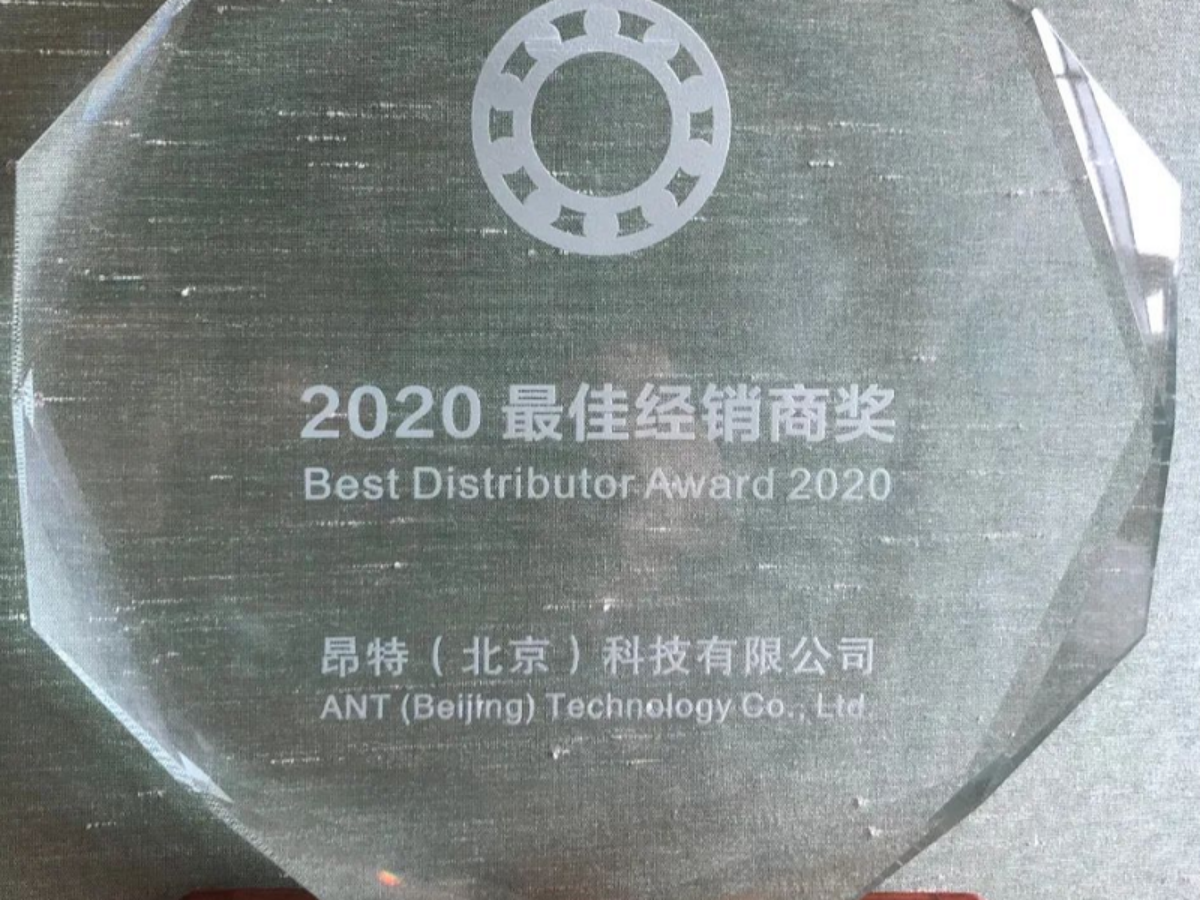 2020 最佳经销商奖
Best Distributor Award 2020
昂特（北京）科技有限公司
ANT (Beijing) Technology Co., Ltd.